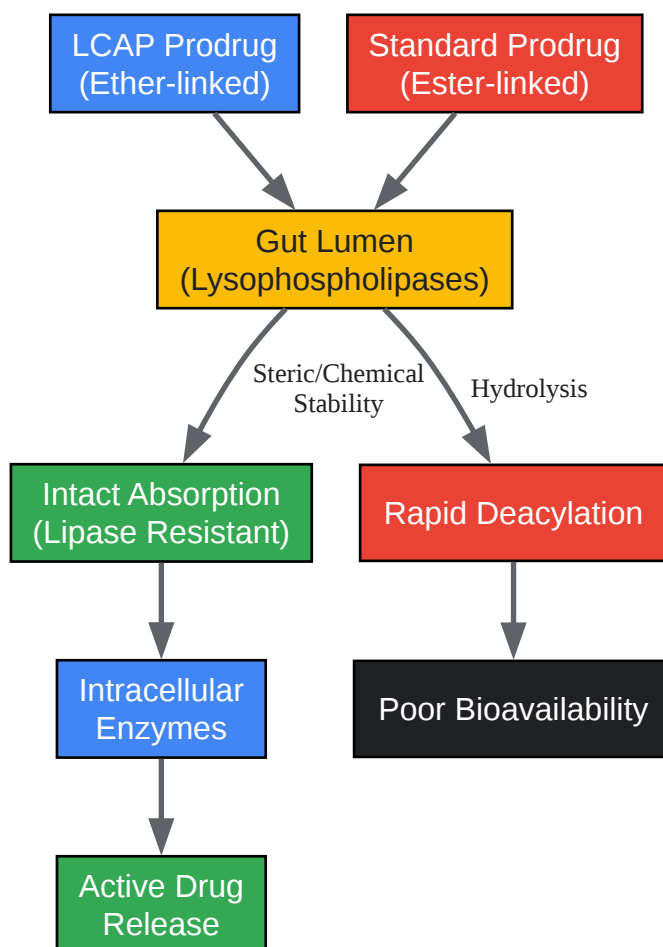 LCAP Prodrug
(Ether-linked)
Standard Prodrug
(Ester-linked)
Gut Lumen
(Lysophospholipases)
Steric/Chemical
Stability
Hydrolysis
Intact Absorption
(Lipase Resistant)
Rapid Deacylation
Intracellular
Enzymes
Poor Bioavailability
Active Drug
Release